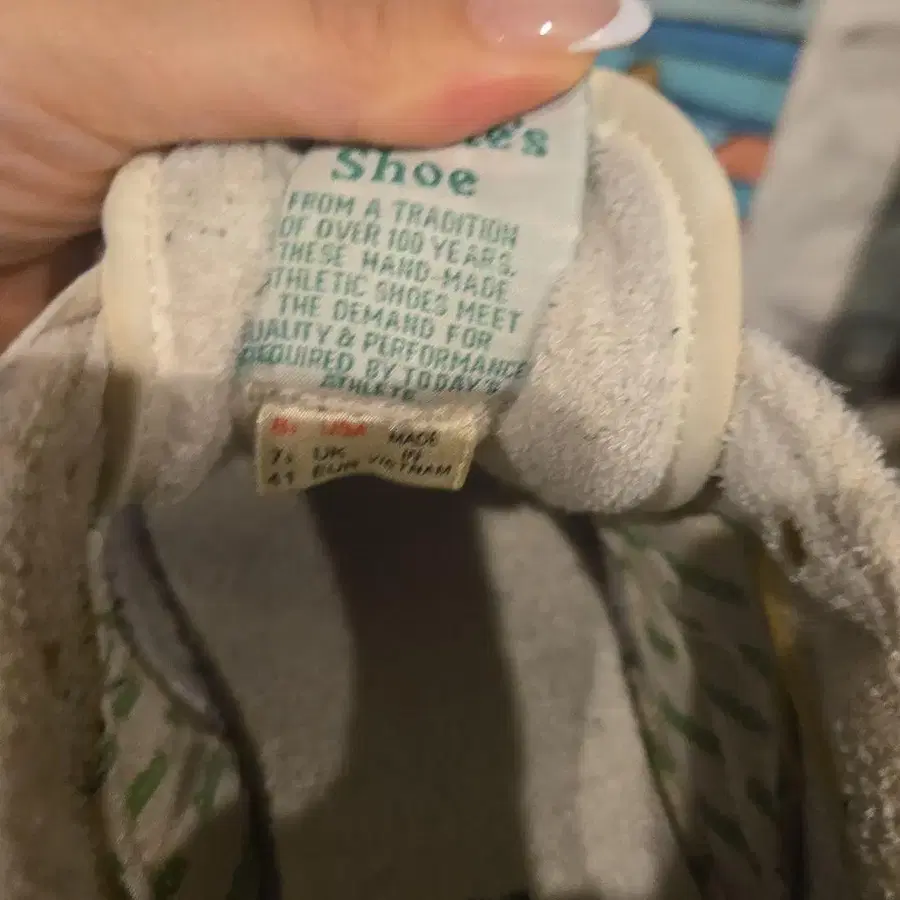 Shoe
FROM A TRADITION
OF OVER 100 YEARS.
THESE HAND-MADE
ATHLETIC SHOES MEET
THE DEMAND FOR
QUALITY & PERFORMANCE
REQUIRED BY TODAY'S
ATHLETE
USA MADE
UK IN
41 EUR VIETNAM